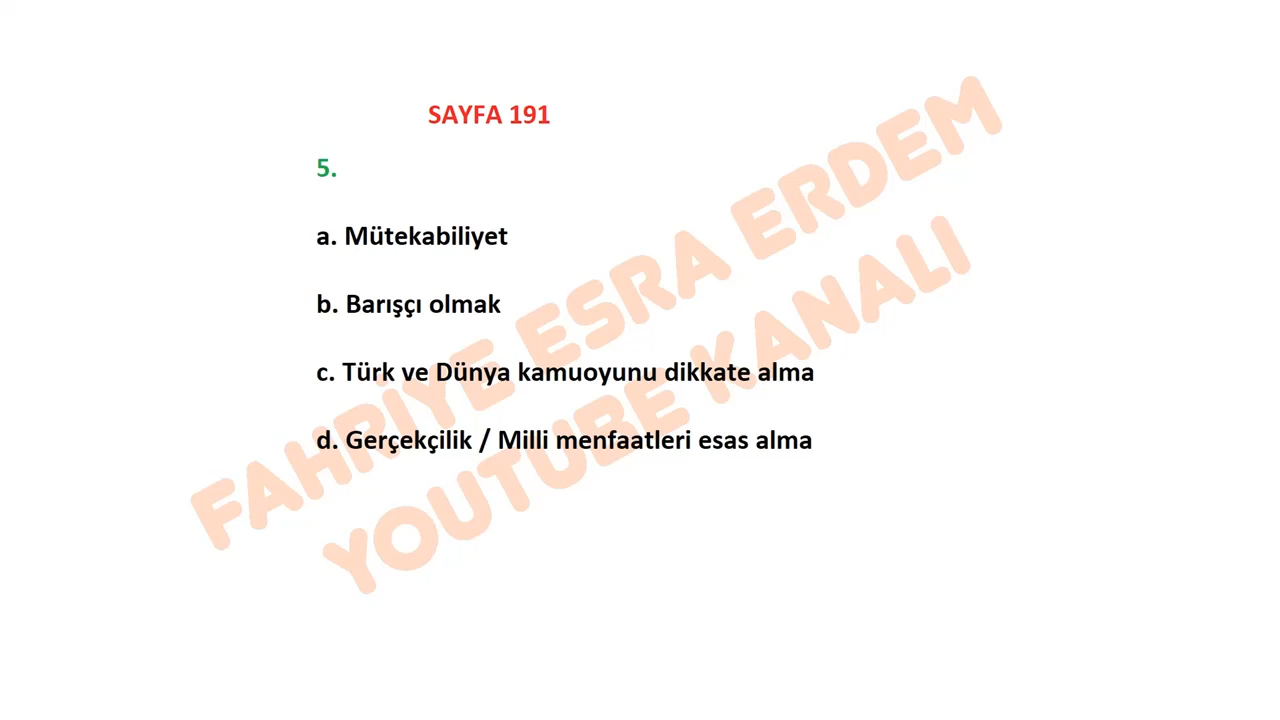 SAYFA 191
5.
a. Mütekabiliyet
b. Barışçı olmak
c. Türk ve Dünya kamuoyunu dikkate alma
d. Gerçekçilik / Milli menfaatleri esas alma
FAHRİYE ESRA ERDEM
YOUTUBE KANALI